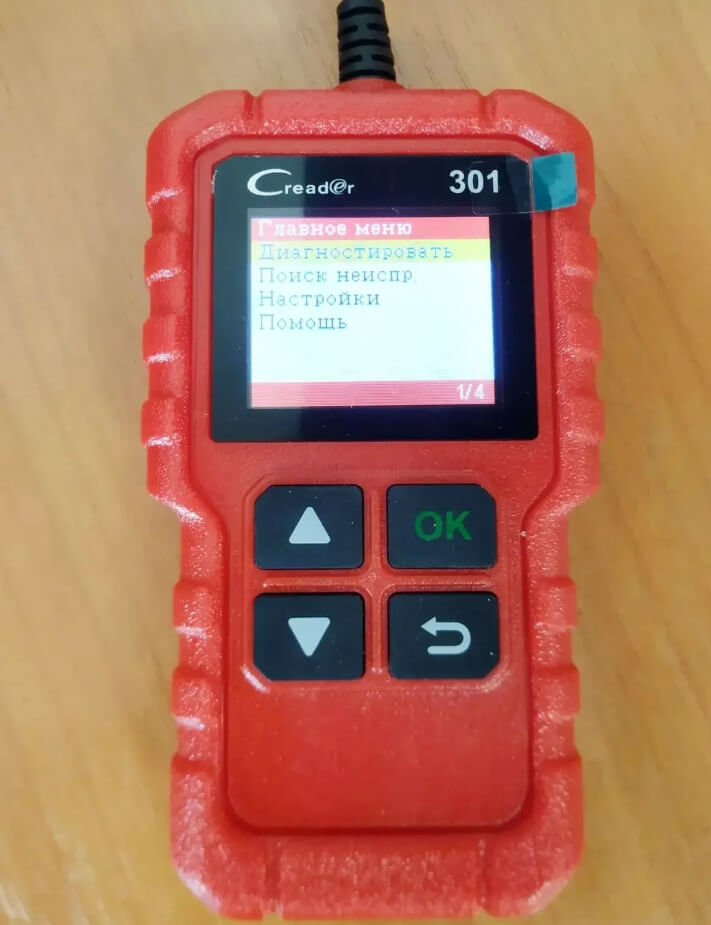 Creader 301
Главное меню
Диагностировать
Поиск неиспр.
Настройки
Помощь
1/4
OK